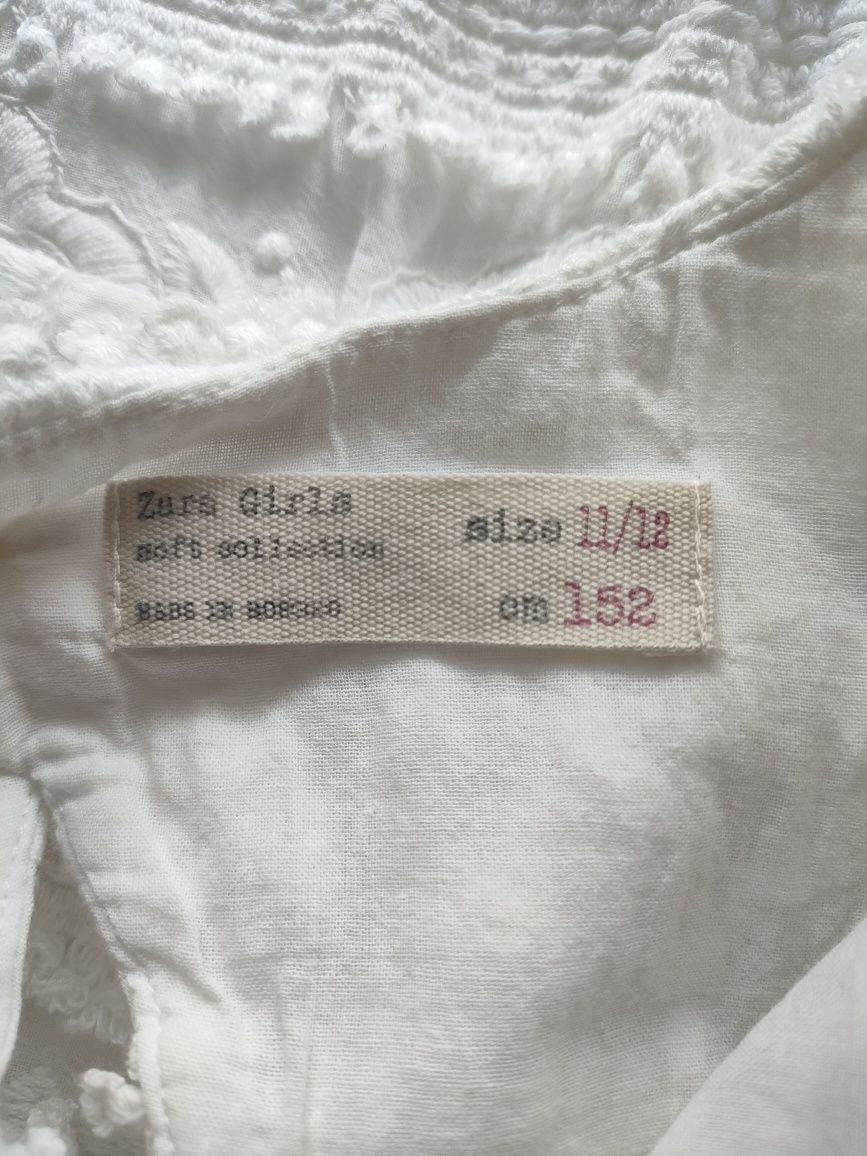 Zara Girls
soft collection
size 11/12
MADE IN MOROCCO
cm 152